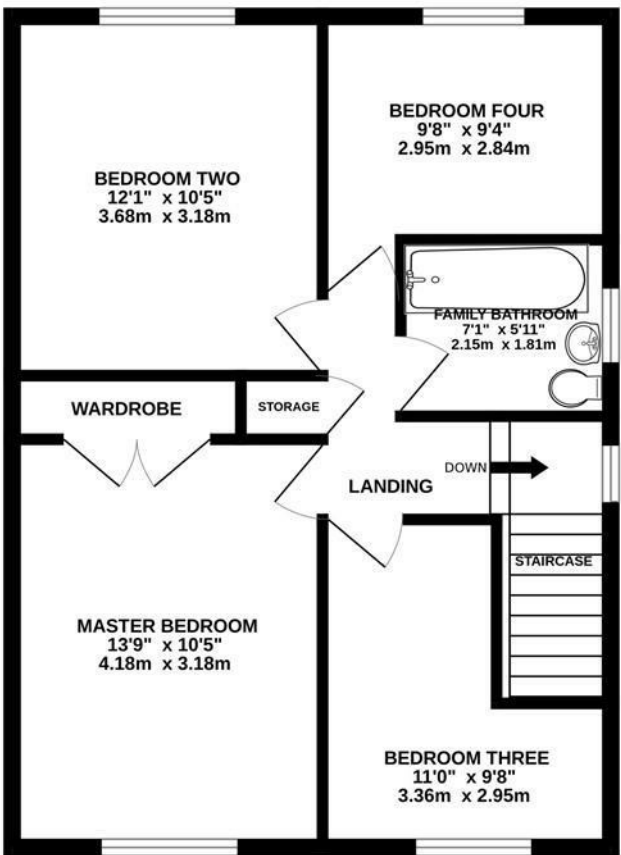 BEDROOM FOUR
9'8" x 9'4"
2.95m x 2.84m
BEDROOM TWO
12'1" x 10'5"
3.68m x 3.18m
FAMILY BATHROOM
7'1" x 5'11"
2.15m x 1.81m
WARDROBE
STORAGE
DOWN
LANDING
STAIRCASE
MASTER BEDROOM
13'9" x 10'5"
4.18m x 3.18m
BEDROOM THREE
11'0" x 9'8"
3.36m x 2.95m